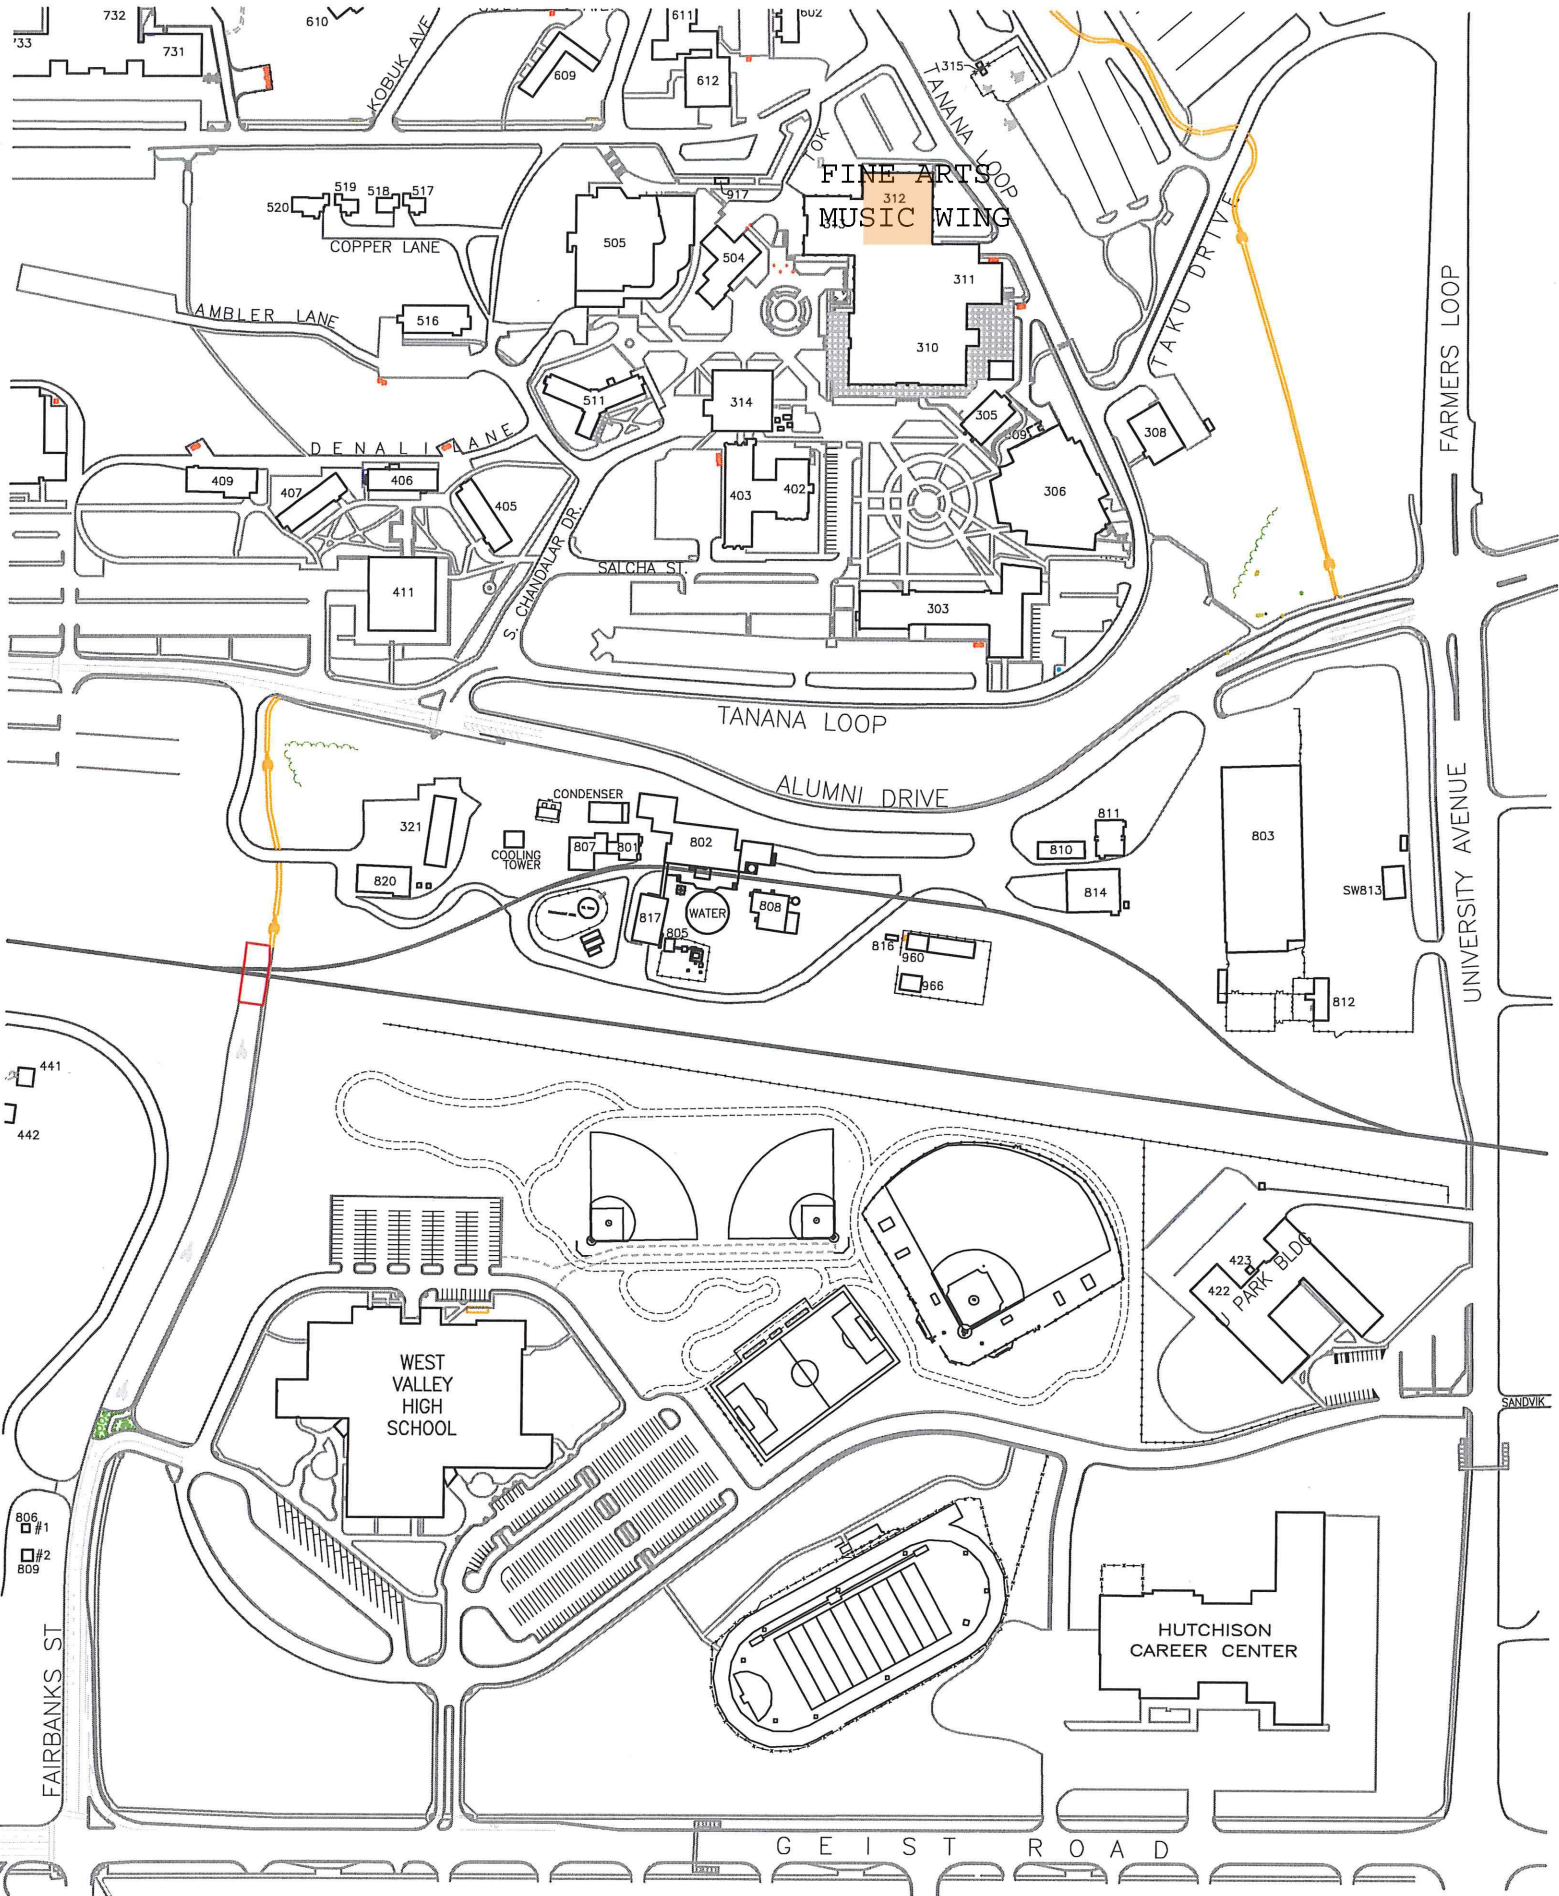 732
610
611
602
733
731
KOBUK AVE
609
612
315
TANANA LOOP
TOK
FINE ARTS
MUSIC WING
312
917
519
518
517
520
COPPER LANE
505
504
311
310
TAKU DRIVE
FARMERS LOOP
AMBLER LANE
516
511
314
305
308
306
DENALI LANE
409
407
406
405
403
402
S. CHANDALAR DR.
SALCHA ST.
411
303
TANANA LOOP
ALUMNI DRIVE
UNIVERSITY AVENUE
CONDENSER
321
COOLING
TOWER
807
801
802
820
817
WATER
808
805
811
810
814
803
SW813
816
960
966
812
441
442
423
422
PARK BLDG
WEST
VALLEY
HIGH
SCHOOL
SANDVIK
806
#1
#2
809
HUTCHISON
CAREER CENTER
FAIRBANKS ST
GEIST ROAD